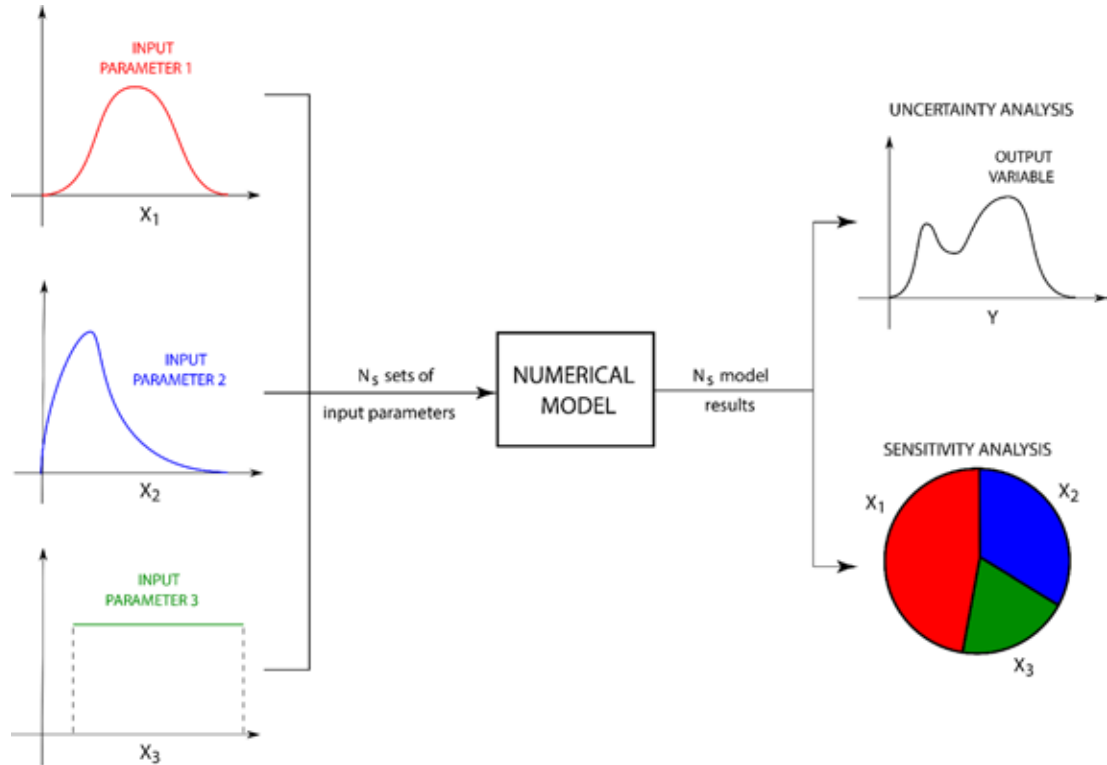 INPUT
PARAMETER 1
X₁
INPUT
PARAMETER 2
X₂
INPUT
PARAMETER 3
X₃
Nₛ sets of
input parameters
NUMERICAL
MODEL
Nₛ model
results
UNCERTAINTY ANALYSIS
OUTPUT
VARIABLE
Y
SENSITIVITY ANALYSIS
X₁
X₂
X₃